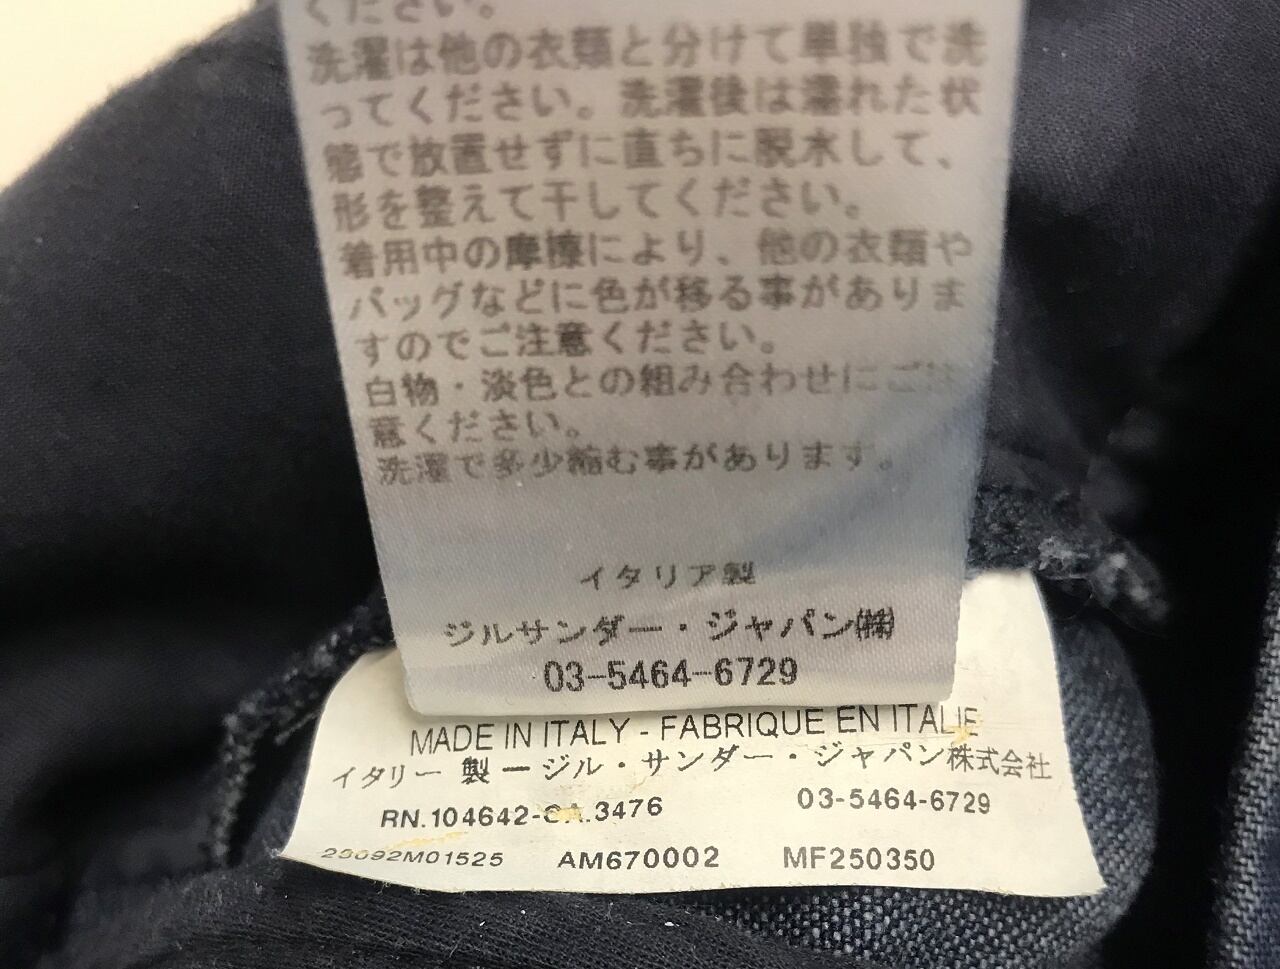 ください。
洗濯は他の衣類と分けて単独で洗
ってください。洗濯後は濡れた状
態で放置せずに直ちに脱水して、
形を整えて干してください。
着用中の摩擦により、他の衣類や
バッグなどに色が移る事がありま
すのでご注意ください。
白物・淡色との組み合わせにご注
意ください。
洗濯で多少縮む事があります。
イタリア製
ジルサンダー・ジャパン㈱
03-5464-6729
MADE IN ITALY - FABRIQUE EN ITALIE
イタリー 製 ージル・サンダー・ジャパン株式会社
RN.104642-CA.3476 03-5464-6729
AM670002 MF250350